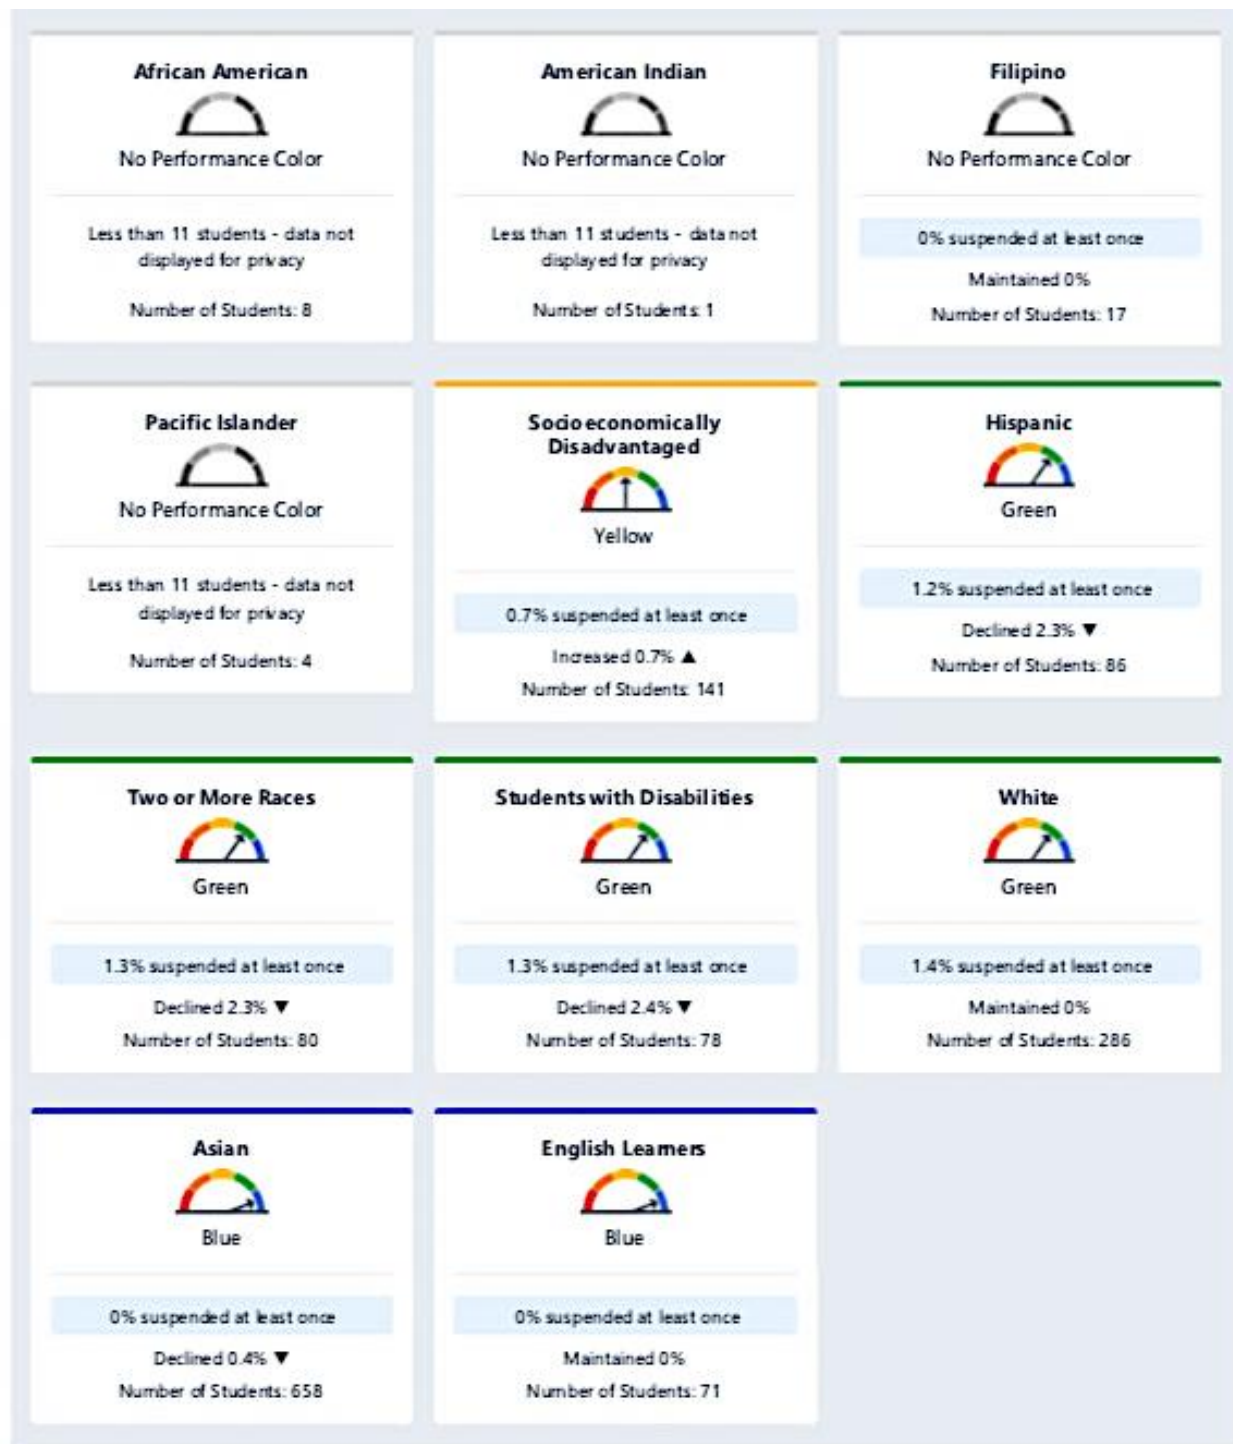 African American
No Performance Color
Less than 11 students - data not
displayed for privacy
Number of Students: 8
American Indian
No Performance Color
Less than 11 students - data not
displayed for privacy
Number of Students: 1
Filipino
No Performance Color
0% suspended at least once
Maintained 0%
Number of Students: 17
Pacific Islander
No Performance Color
Less than 11 students - data not
displayed for privacy
Number of Students: 4
Socioeconomically
Disadvantaged
Yellow
0.7% suspended at least once
Increased 0.7% ▲
Number of Students: 141
Hispanic
Green
1.2% suspended at least once
Declined 2.3% ▼
Number of Students: 86
Two or More Races
Green
1.3% suspended at least once
Declined 2.3% ▼
Number of Students: 80
Students with Disabilities
Green
1.3% suspended at least once
Declined 2.4% ▼
Number of Students: 78
White
Green
1.4% suspended at least once
Maintained 0%
Number of Students: 286
Asian
Blue
0% suspended at least once
Declined 0.4% ▼
Number of Students: 658
English Learners
Blue
0% suspended at least once
Maintained 0%
Number of Students: 71